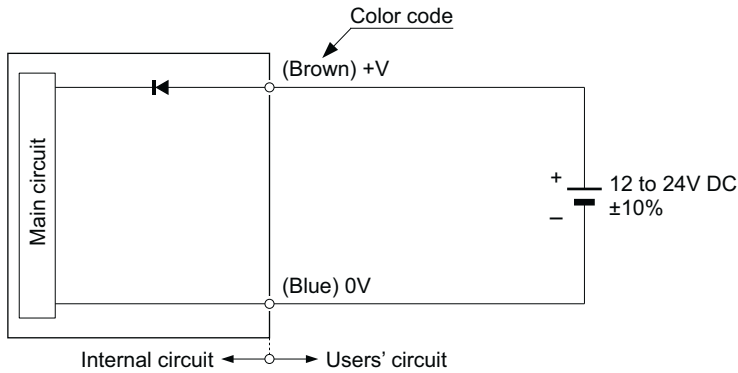 Color code
(Brown) +V
Main circuit
+ 12 to 24V DC
– ±10%
(Blue) 0V
Internal circuit Users' circuit